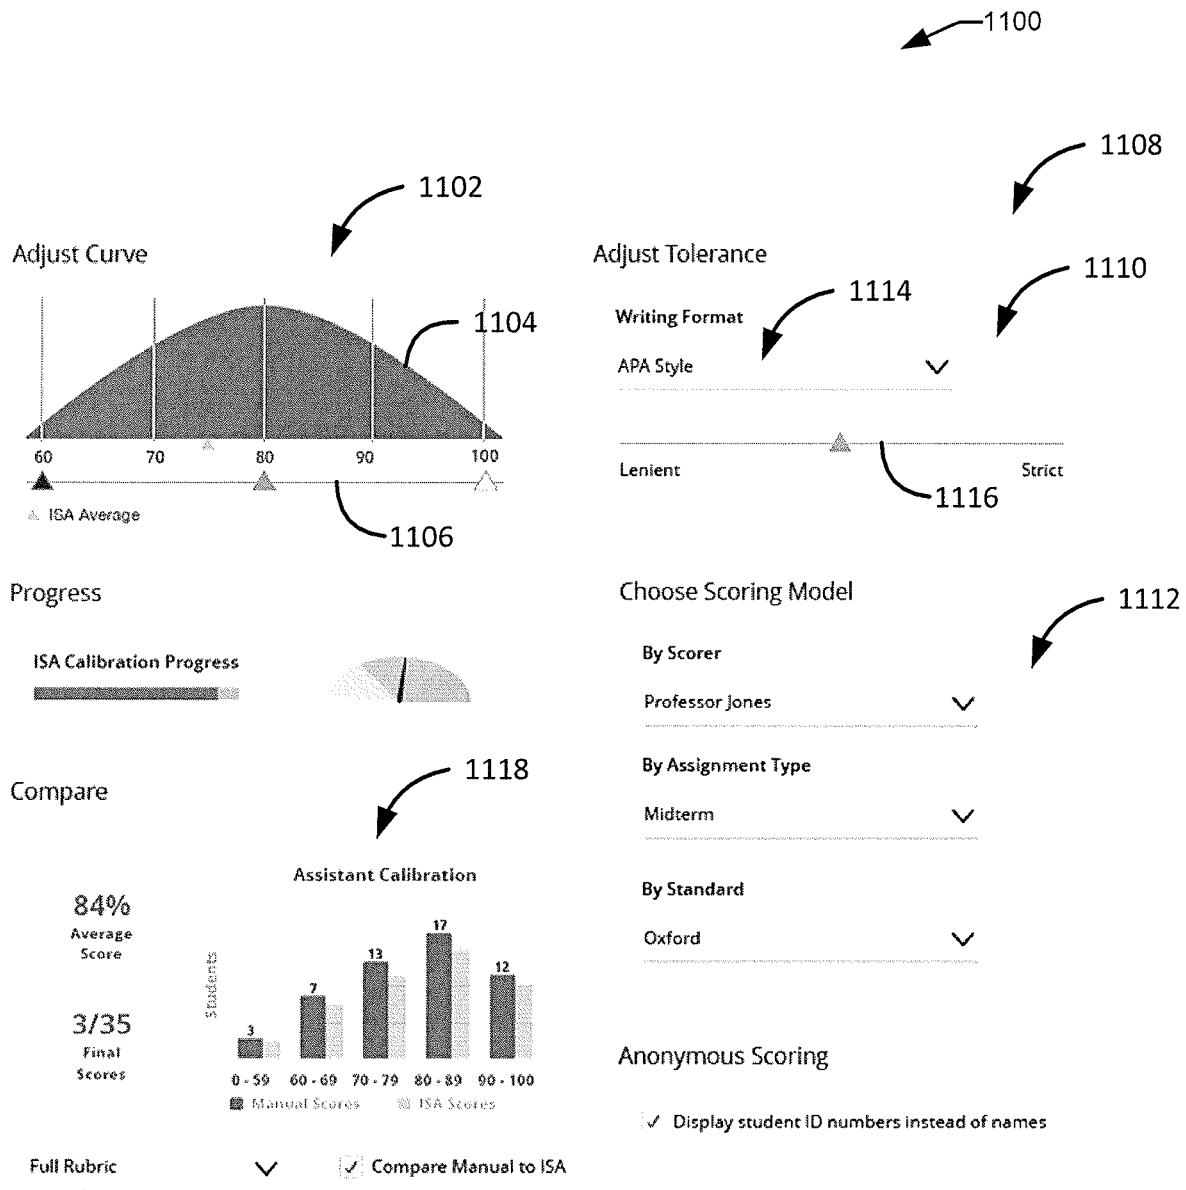 1100
1108
1102
Adjust Curve
Adjust Tolerance
1110
1114
1104
Writing Format
APA Style
60 70 80 90 100
Lenient Strict
1116
ISA Average
1106
Progress
Choose Scoring Model
1112
ISA Calibration Progress
By Scorer
Professor Jones
By Assignment Type
1118
Compare
Midterm
Assistant Calibration
84%
Average
Score
By Standard
Oxford
Students
3 7 13 17 12
3/35
Final
Scores
0 - 59 60 - 69 70 - 79 80 - 89 90 - 100
Manual Scores ISA Scores
Anonymous Scoring
✓ Display student ID numbers instead of names
Full Rubric
✓ Compare Manual to ISA